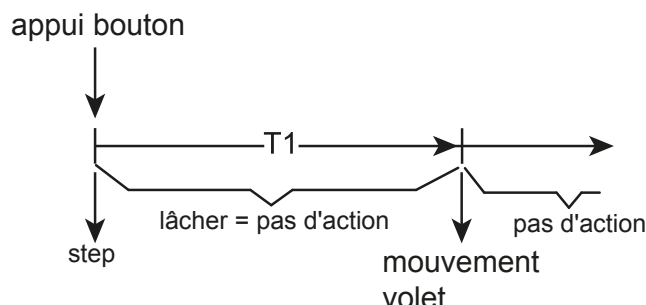 appui bouton
T1
lâcher = pas d'action
pas d'action
step
mouvement
volet